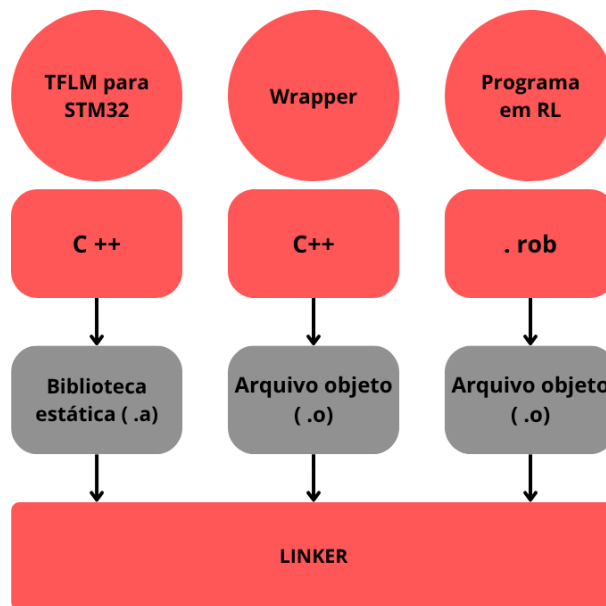 TFLM para
STM32
Wrapper
Programa
em RL
C ++
C++
. rob
Biblioteca
estática ( .a)
Arquivo objeto
( .o)
Arquivo objeto
( .o)
LINKER